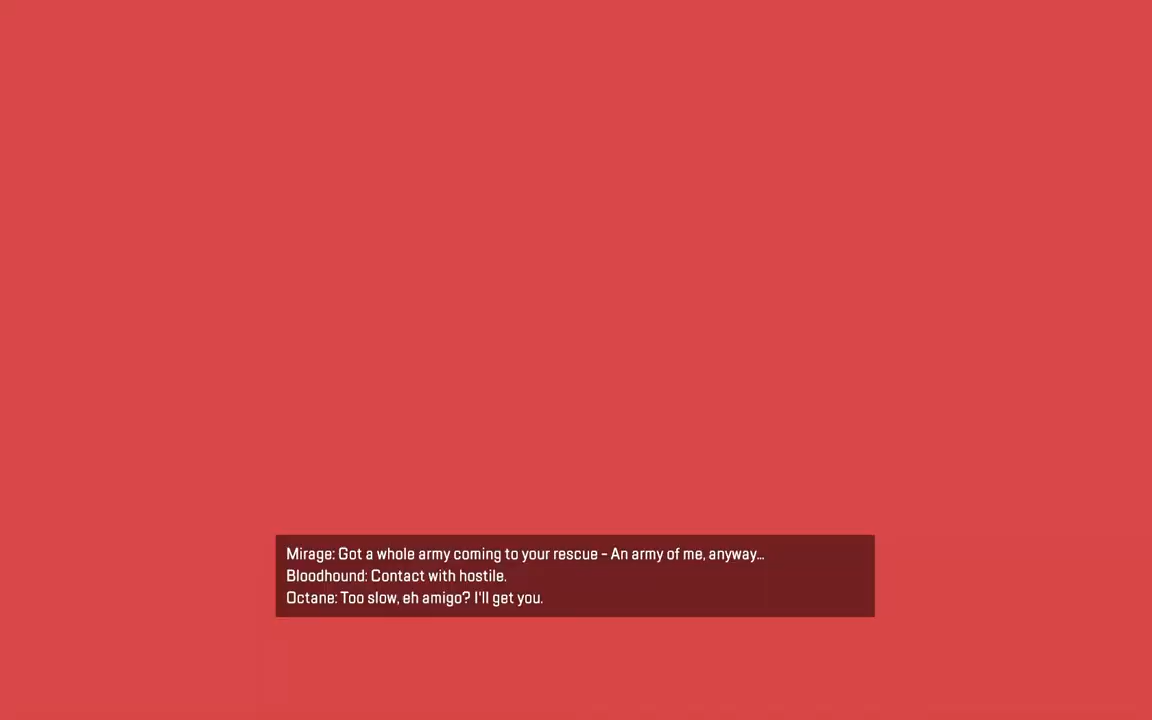 Mirage: Got a whole army coming to your rescue - An army of me, anyway...
Bloodhound: Contact with hostile.
Octane: Too slow, eh amigo? I'll get you.